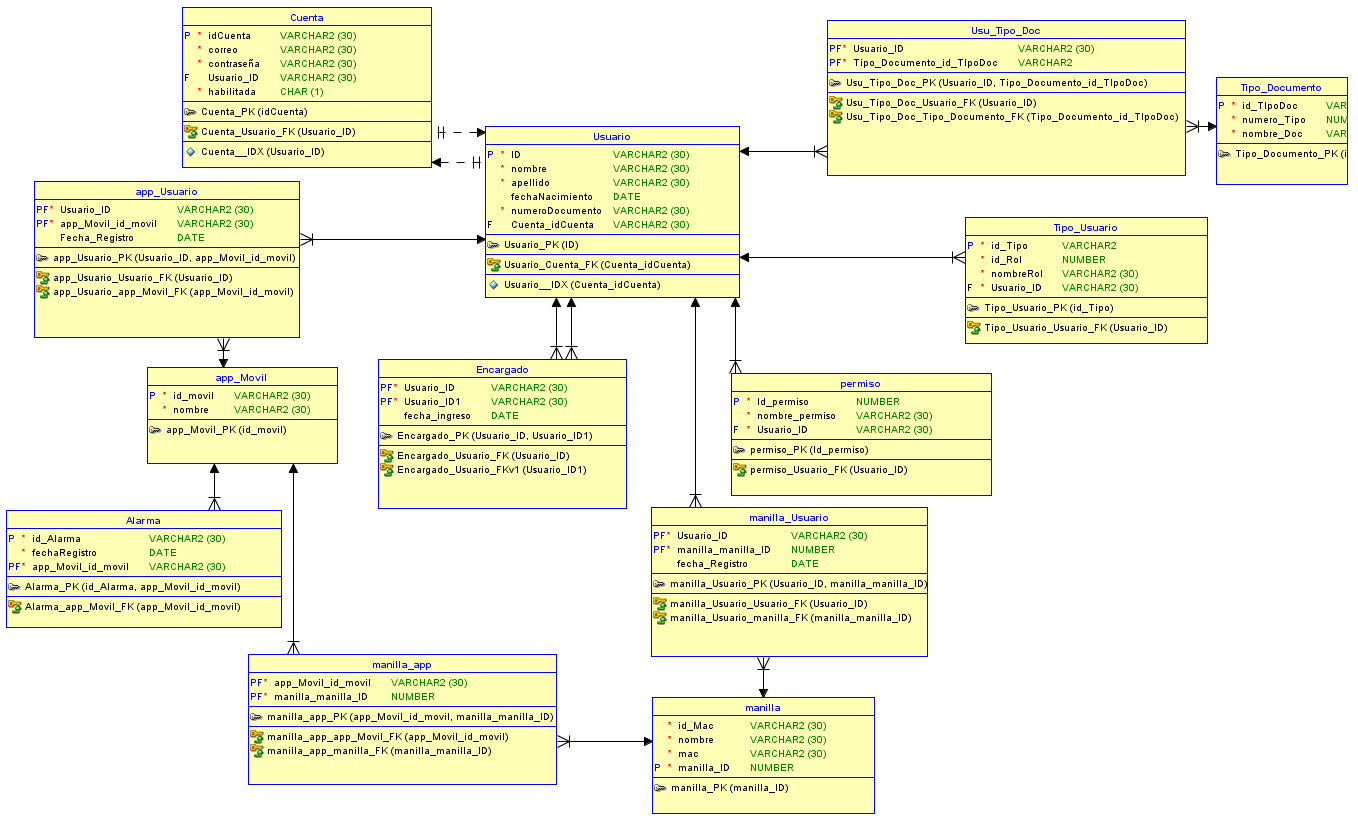 Cuenta
P * idCuenta VARCHAR2 (30)
* correo VARCHAR2 (30)
* contraseña VARCHAR2 (30)
F Usuario_ID VARCHAR2 (30)
* habilitada CHAR (1)
Cuenta_PK (idCuenta)
Cuenta_Usuario_FK (Usuario_ID)
Cuenta__IDX (Usuario_ID)
Usu_Tipo_Doc
PF* Usuario_ID VARCHAR2 (30)
PF* Tipo_Documento_id_TIpoDoc VARCHAR2
Usu_Tipo_Doc_PK (Usuario_ID, Tipo_Documento_id_TIpoDoc)
Usu_Tipo_Doc_Usuario_FK (Usuario_ID)
Usu_Tipo_Doc_Tipo_Documento_FK (Tipo_Documento_id_TIpoDoc)
Tipo_Documento
P * id_TIpoDoc VAR
* numero_Tipo NUM
* nombre_Doc VAR
Tipo_Documento_PK (i
Usuario
P * ID VARCHAR2 (30)
* nombre VARCHAR2 (30)
* apellido VARCHAR2 (30)
fechaNacimiento DATE
* numeroDocumento VARCHAR2 (30)
F Cuenta_idCuenta VARCHAR2 (30)
Usuario_PK (ID)
Usuario_Cuenta_FK (Cuenta_idCuenta)
Usuario__IDX (Cuenta_idCuenta)
app_Usuario
PF* Usuario_ID VARCHAR2 (30)
PF* app_Movil_id_movil VARCHAR2 (30)
Fecha_Registro DATE
app_Usuario_PK (Usuario_ID, app_Movil_id_movil)
app_Usuario_Usuario_FK (Usuario_ID)
app_Usuario_app_Movil_FK (app_Movil_id_movil)
Tipo_Usuario
P * id_Tipo VARCHAR2
* id_Rol NUMBER
* nombreRol VARCHAR2 (30)
F * Usuario_ID VARCHAR2 (30)
Tipo_Usuario_PK (id_Tipo)
Tipo_Usuario_Usuario_FK (Usuario_ID)
app_Movil
P * id_movil VARCHAR2 (30)
* nombre VARCHAR2 (30)
app_Movil_PK (id_movil)
Encargado
PF* Usuario_ID VARCHAR2 (30)
PF* Usuario_ID1 VARCHAR2 (30)
fecha_ingreso DATE
Encargado_PK (Usuario_ID, Usuario_ID1)
Encargado_Usuario_FK (Usuario_ID)
Encargado_Usuario_FKv1 (Usuario_ID1)
permiso
P * Id_permiso NUMBER
* nombre_permiso VARCHAR2 (30)
F * Usuario_ID VARCHAR2 (30)
permiso_PK (Id_permiso)
permiso_Usuario_FK (Usuario_ID)
Alarma
P * id_Alarma VARCHAR2 (30)
* fechaRegistro DATE
PF* app_Movil_id_movil VARCHAR2 (30)
Alarma_PK (id_Alarma, app_Movil_id_movil)
Alarma_app_Movil_FK (app_Movil_id_movil)
manilla_Usuario
PF* Usuario_ID VARCHAR2 (30)
PF* manilla_manilla_ID NUMBER
fecha_Registro DATE
manilla_Usuario_PK (Usuario_ID, manilla_manilla_ID)
manilla_Usuario_Usuario_FK (Usuario_ID)
manilla_Usuario_manilla_FK (manilla_manilla_ID)
manilla_app
PF* app_Movil_id_movil VARCHAR2 (30)
PF* manilla_manilla_ID NUMBER
manilla_app_PK (app_Movil_id_movil, manilla_manilla_ID)
manilla_app_app_Movil_FK (app_Movil_id_movil)
manilla_app_manilla_FK (manilla_manilla_ID)
manilla
* id_Mac VARCHAR2 (30)
* nombre VARCHAR2 (30)
* mac VARCHAR2 (30)
P * manilla_ID NUMBER
manilla_PK (manilla_ID)